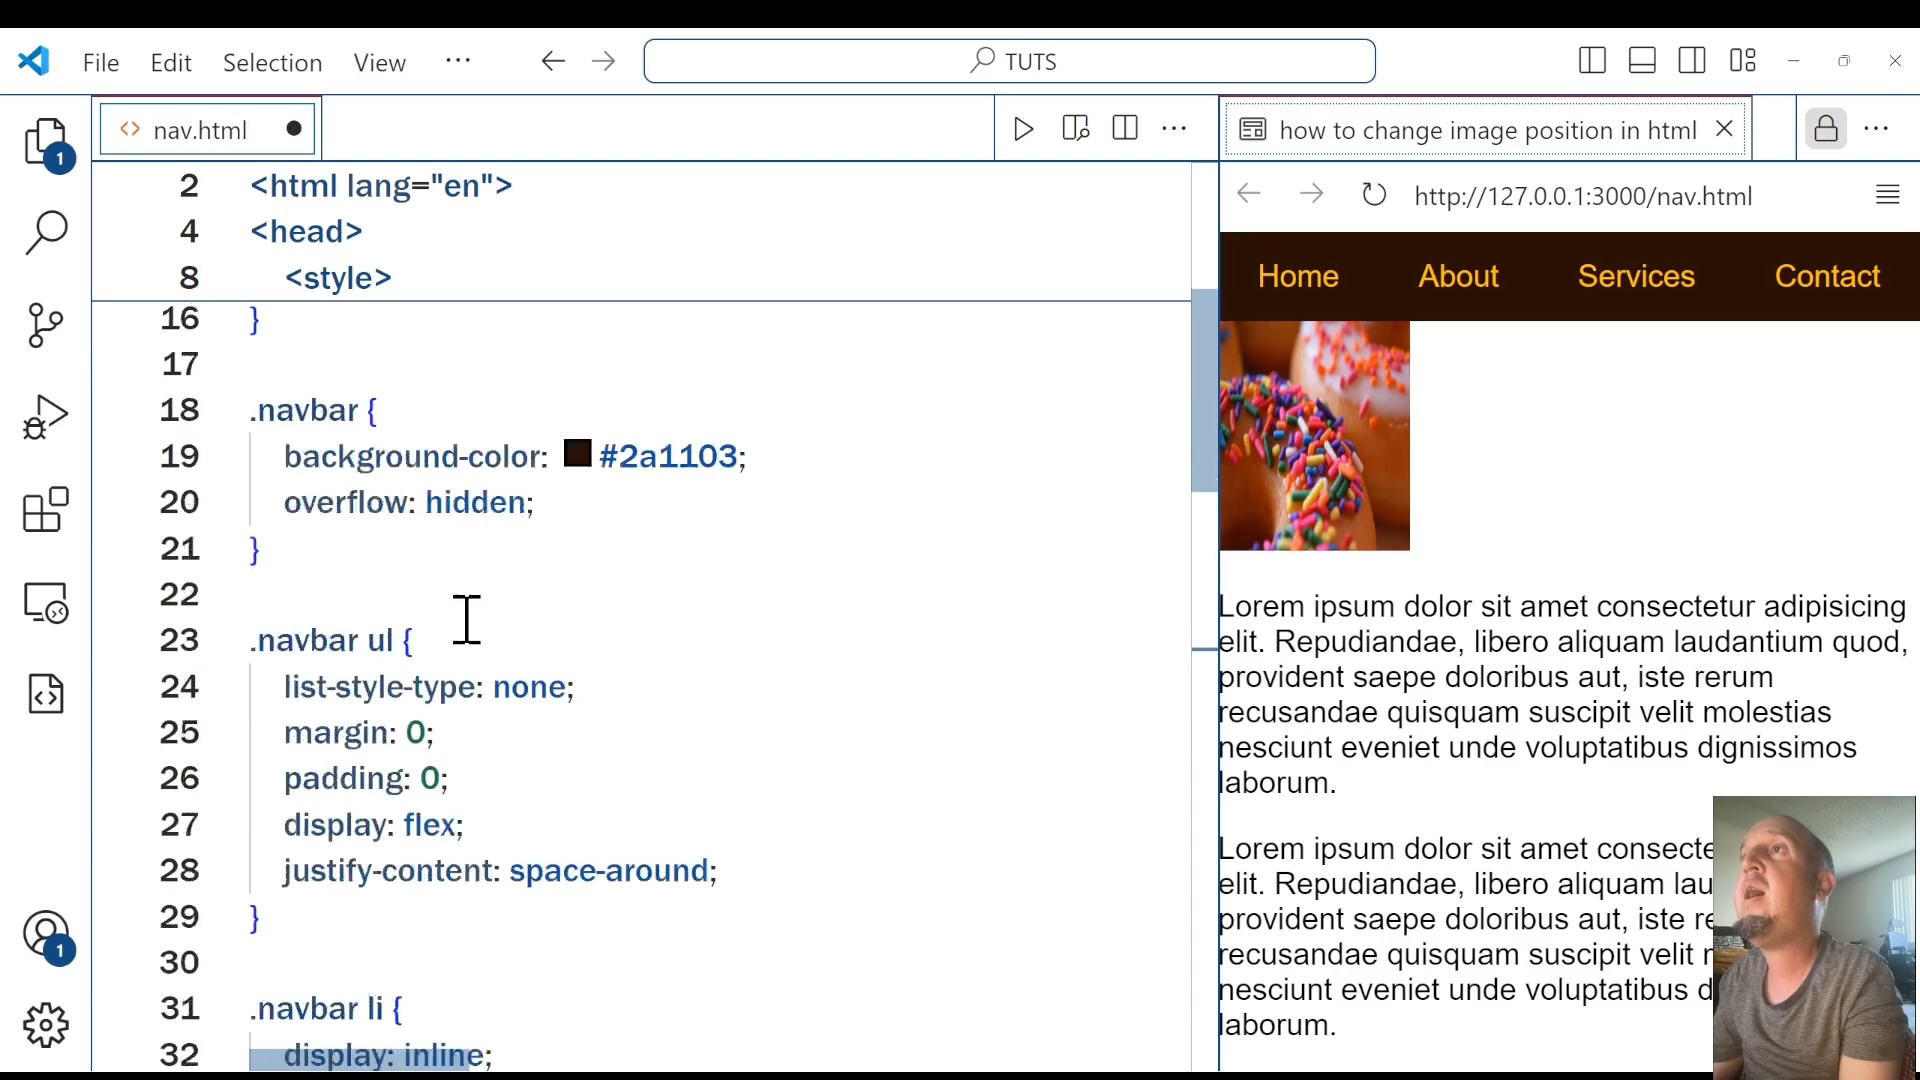 File Edit Selection View ··· TUTS
nav.html
how to change image position in html
http://127.0.0.1:3000/nav.html
1
1
2 <html lang="en">
4 <head>
8 <style>
16 }
17
18 .navbar {
19 background-color: #2a1103;
20 overflow: hidden;
21 }
22
23 .navbar ul {
24 list-style-type: none;
25 margin: 0;
26 padding: 0;
27 display: flex;
28 justify-content: space-around;
29 }
30
31 .navbar li {
32 display: inline;
Home About Services Contact
Lorem ipsum dolor sit amet consectetur adipisicing
elit. Repudiandae, libero aliquam laudantium quod,
provident saepe doloribus aut, iste rerum
recusandae quisquam suscipit velit molestias
nesciunt eveniet unde voluptatibus dignissimos
laborum.
Lorem ipsum dolor sit amet consecte
elit. Repudiandae, libero aliquam lau
provident saepe doloribus aut, iste re
recusandae quisquam suscipit velit
nesciunt eveniet unde voluptatibus d
laborum.